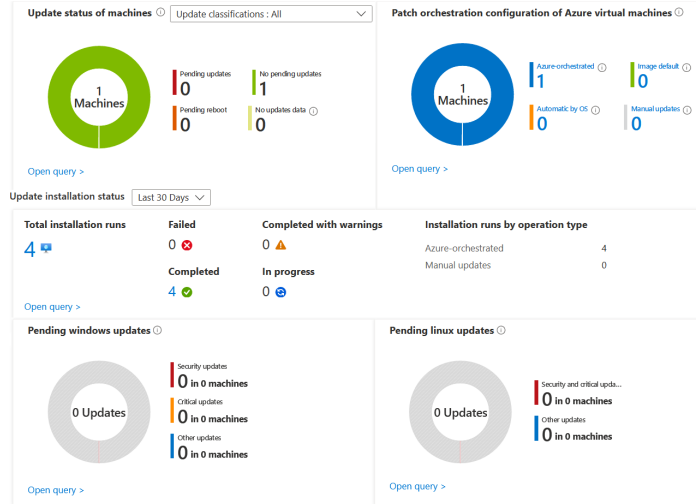 Update status of machines
Update classifications : All
1
Machines
Pending updates
0
No pending updates
1
Pending reboot
0
No updates data
0
Open query >
Patch orchestration configuration of Azure virtual machines
1
Machines
Azure-orchestrated
1
Image default
0
Automatic by OS
0
Manual updates
0
Open query >
Update installation status
Last 30 Days
Total installation runs
4
Failed
0
Completed with warnings
0
Completed
4
In progress
0
Installation runs by operation type
Azure-orchestrated 4
Manual updates 0
Open query >
Pending windows updates
0 Updates
Security updates
0 in 0 machines
Critical updates
0 in 0 machines
Other updates
0 in 0 machines
Open query >
Pending linux updates
0 Updates
Security and critical upda...
0 in 0 machines
Other updates
0 in 0 machines
Open query >